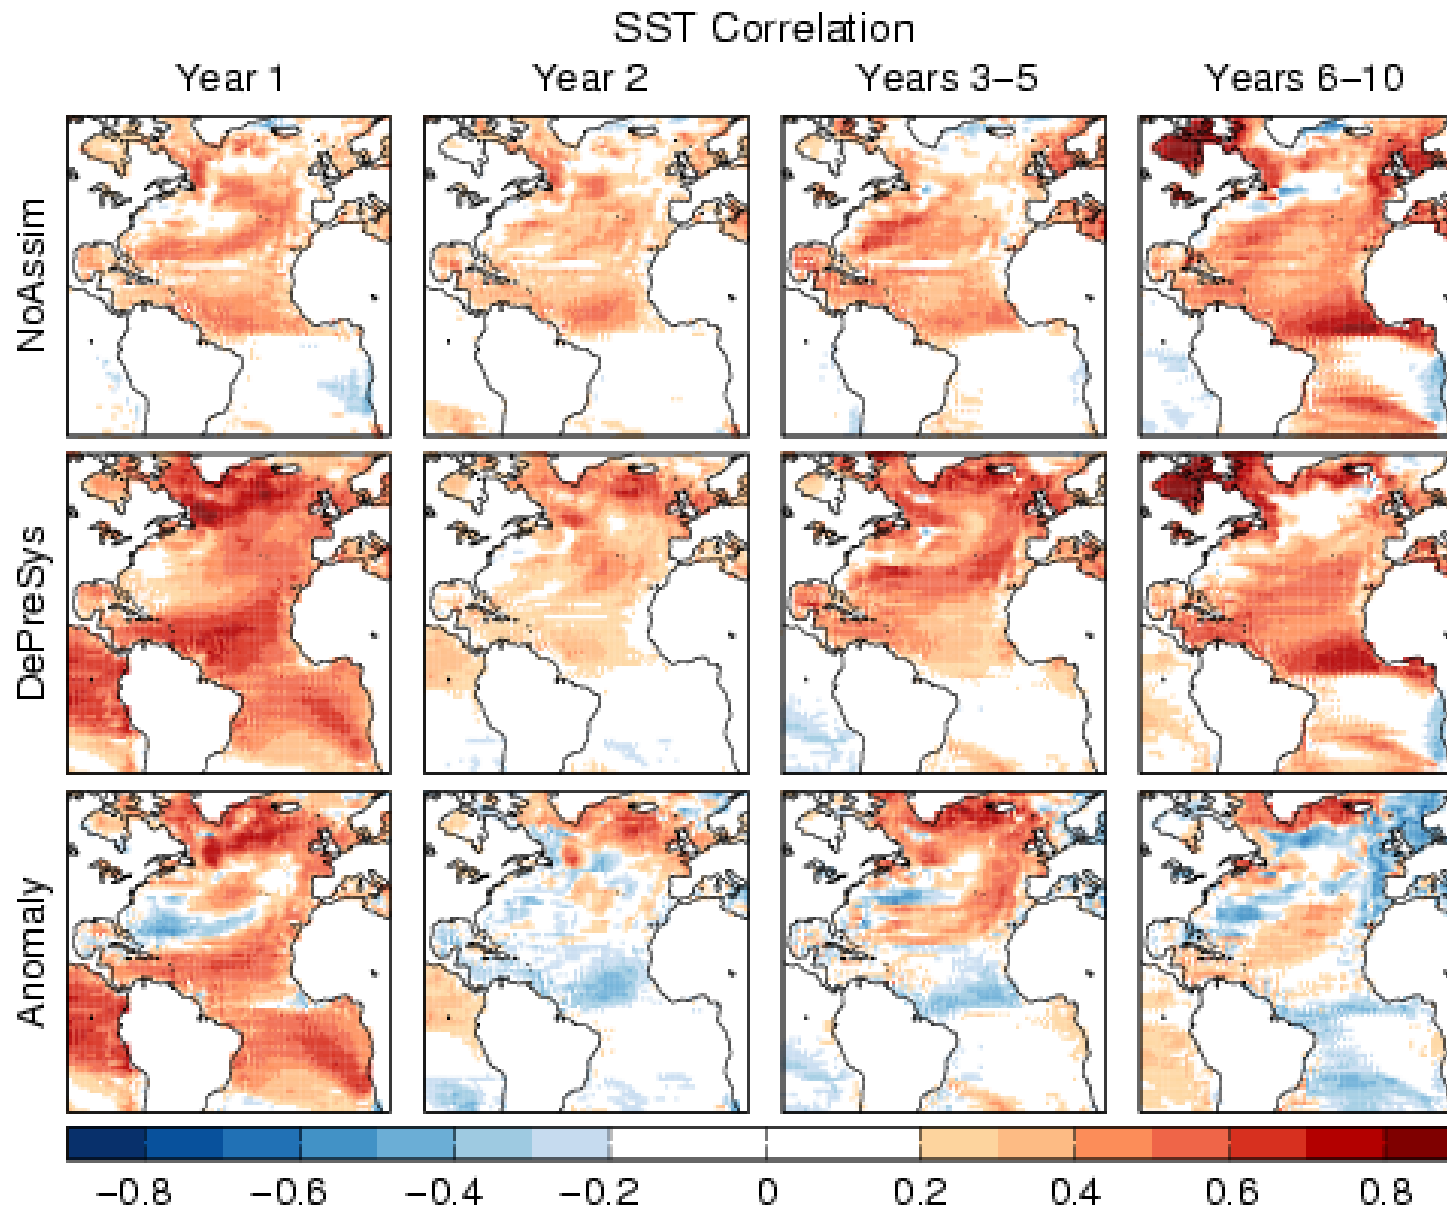 SST Correlation
Year 1 Year 2 Years 3–5 Years 6–10
NoAssim
DePreSys
Anomaly
−0.8 −0.6 −0.4 −0.2 0 0.2 0.4 0.6 0.8